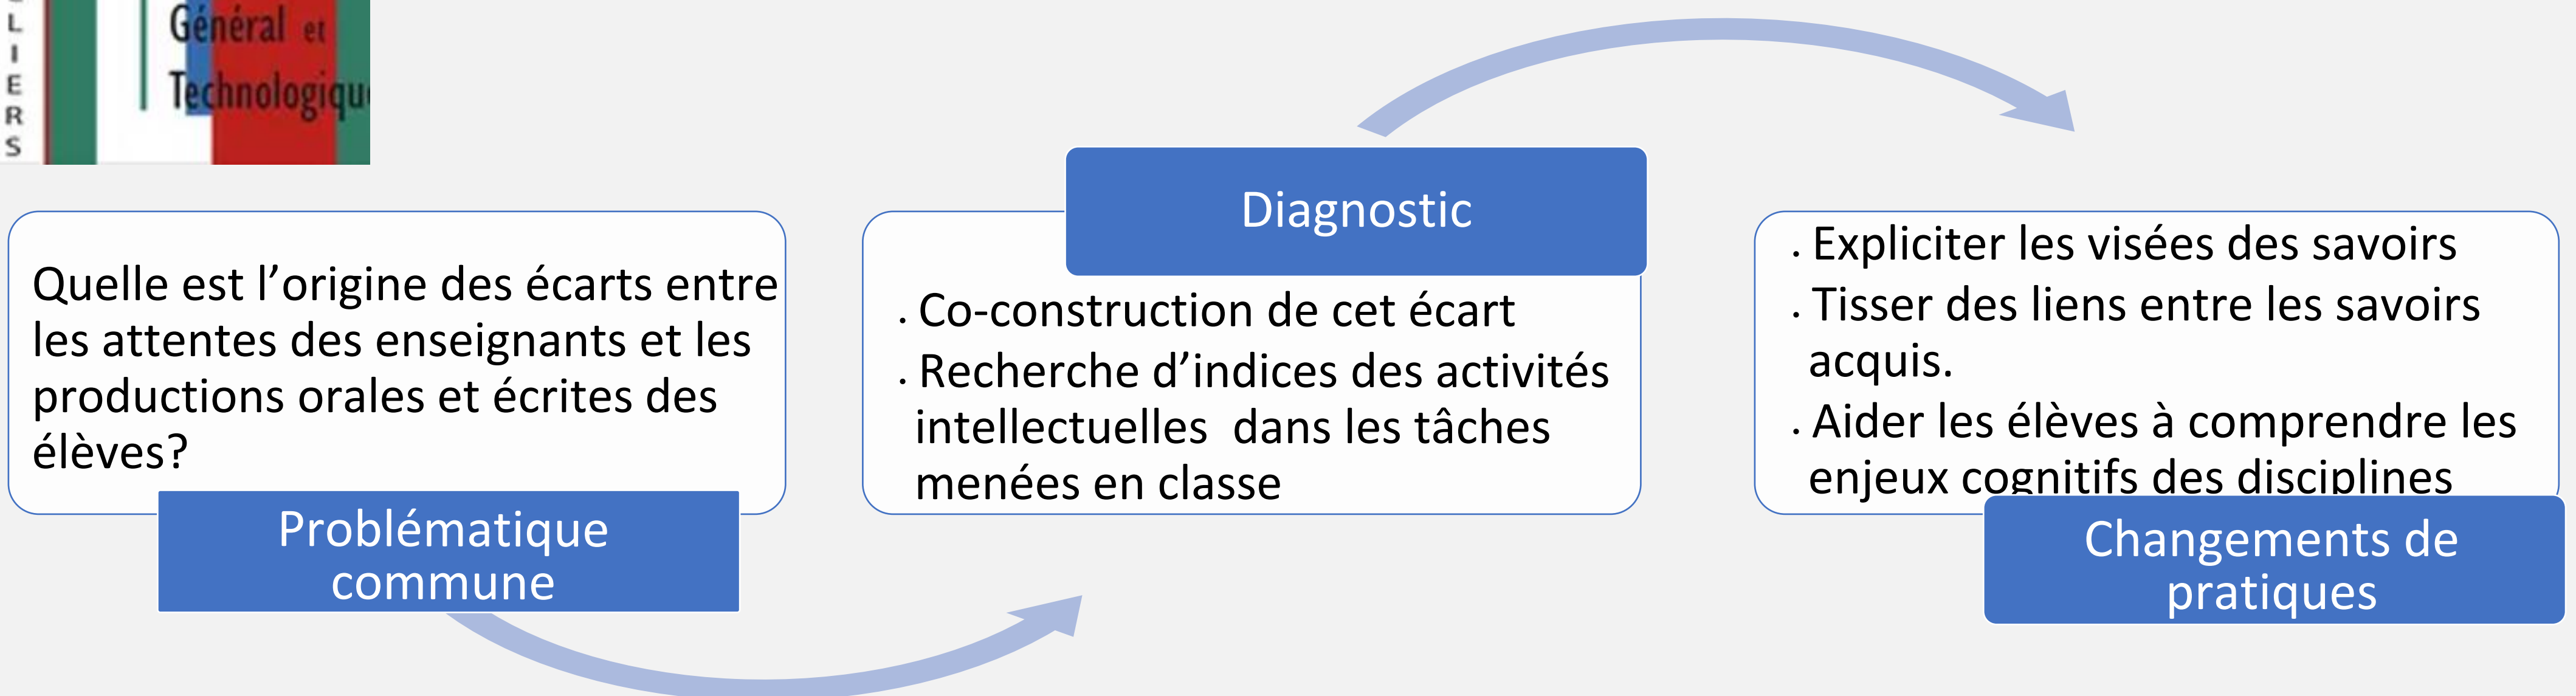 L
I
E
R
S
Général et
Technologiqu
Quelle est l’origine des écarts entre
les attentes des enseignants et les
productions orales et écrites des
élèves?
Problématique
commune
Diagnostic
. Co-construction de cet écart
. Recherche d’indices des activités
intellectuelles  dans les tâches
menées en classe
. Expliciter les visées des savoirs
. Tisser des liens entre les savoirs
acquis.
. Aider les élèves à comprendre les
enjeux cognitifs des disciplines
Changements de
pratiques